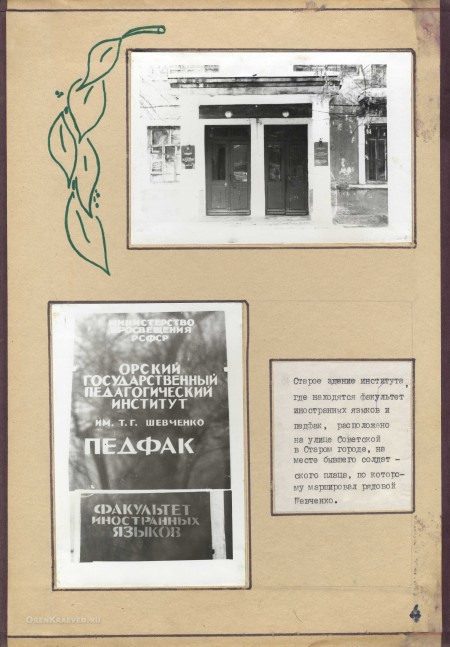 МИНИСТЕРСТВО
ПРОСВЕЩЕНИЯ
РСФСР
ОРСКИЙ
ГОСУДАРСТВЕННЫЙ
ПЕДАГОГИЧЕСКИЙ
ИНСТИТУТ
ИМ. Т.Г. ШЕВЧЕНКО
ПЕДФАК
ФАКУЛЬТЕТ
ИНОСТРАННЫХ
ЯЗЫКОВ
Старое здание института,
где находятся факультет
иностранных языков и
педфак, расположено
на улице Советской
в Старом городе, на
месте бывшего солдат-
ского плаца, по которо-
му маршировал рядовой
Шевченко.
4
ORENKRAEVED.RU